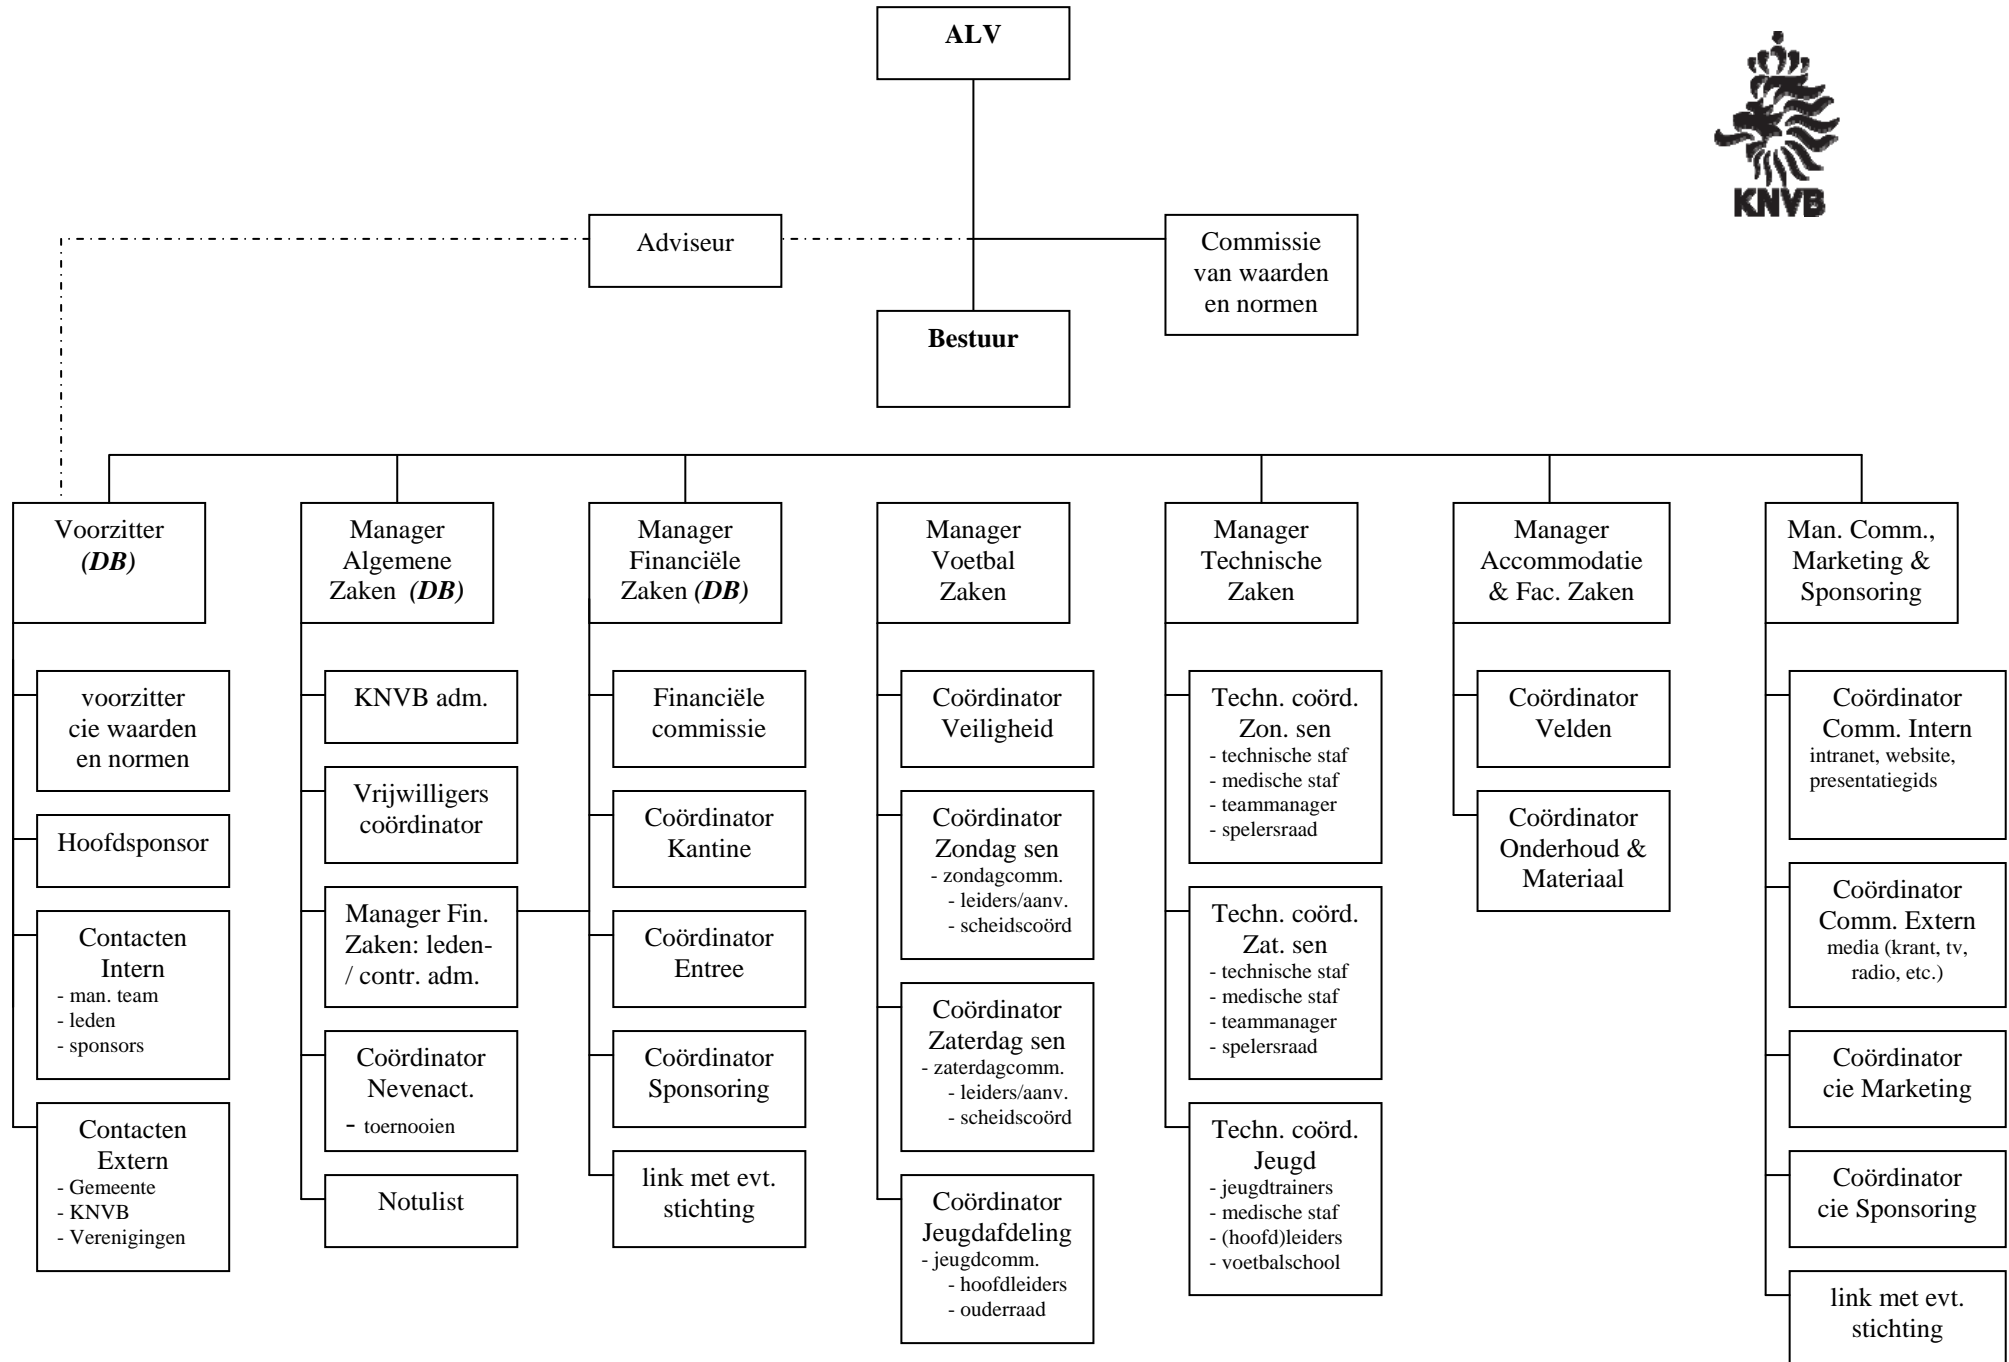 ALV
KNVB
Adviseur
Commissie
van waarden
en normen
Bestuur
Voorzitter
(DB)
voorzitter
cie waarden
en normen
Hoofdsponsor
Contacten
Intern
- man. team
- leden
- sponsors
Contacten
Extern
- Gemeente
- KNVB
- Verenigingen
Manager
Algemene
Zaken (DB)
KNVB adm.
Vrijwilligers
coördinator
Manager Fin.
Zaken: leden-
/ contr. adm.
Coördinator
Nevenact.
- toernooien
Notulist
Manager
Financiële
Zaken (DB)
Financiële
commissie
Coördinator
Kantine
Coördinator
Entree
Coördinator
Sponsoring
link met evt.
stichting
Manager
Voetbal
Zaken
Coördinator
Veiligheid
Coördinator
Zondag sen
- zondagcomm.
- leiders/aanv.
- scheidscoörd
Coördinator
Zaterdag sen
- zaterdagcomm.
- leiders/aanv.
- scheidscoörd
Coördinator
Jeugdafdeling
- jeugdcomm.
- hoofdleiders
- ouderraad
Manager
Technische
Zaken
Techn. coörd.
Zon. sen
- technische staf
- medische staf
- teammanager
- spelersraad
Techn. coörd.
Zat. sen
- technische staf
- medische staf
- teammanager
- spelersraad
Techn. coörd.
Jeugd
- jeugdtrainers
- medische staf
- (hoofd)leiders
- voetbalschool
Manager
Accommodatie
& Fac. Zaken
Coördinator
Velden
Coördinator
Onderhoud &
Materiaal
Man. Comm.,
Marketing &
Sponsoring
Coördinator
Comm. Intern
intranet, website,
presentatiegids
Coördinator
Comm. Extern
media (krant, tv,
radio, etc.)
Coördinator
cie Marketing
Coördinator
cie Sponsoring
link met evt.
stichting